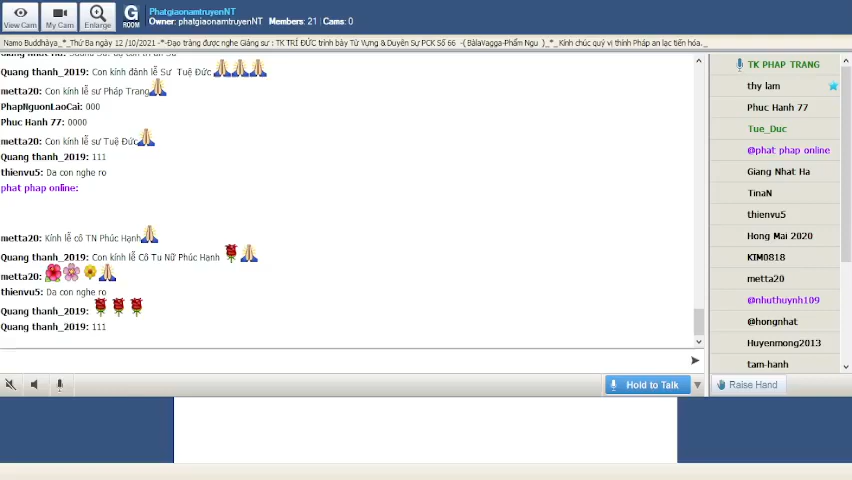 View Cam
My Cam
Enlarge
G ROOM
PhatgiaonamtruyenNT
Owner: phatgiaonamtruyenNT Members: 21 | Cams: 0
Namo Buddhāya _*_Thứ Ba ngày 12 /10/2021 -*-Đạo tràng được nghe Giảng sư : TK TRÍ ĐỨC trình bày Từ Vựng & Duyên Sự PCK Số 66 -( BàlaVagga-Phẩm Ngu )_*_ Kính chúc quý vị thính Pháp an lạc tiến hóa._
Quang thanh_2019: Con kính đảnh lễ Sư Tuệ Đức
metta20: Con kính lễ sư Pháp Trang
PhapNguonLaoCai: 000
Phuc Hanh 77: 0000
metta20: Con kính lễ sư Tuệ Đức
Quang thanh_2019: 111
thienvu5: Da con nghe ro
phat phap online:
metta20: Kính lễ cô TN Phúc Hạnh
Quang thanh_2019: Con kính lễ Cô Tu Nữ Phúc Hạnh
metta20:
thienvu5: Da con nghe ro
Quang thanh_2019:
Quang thanh_2019: 111
TK PHAP TRANG
thy lam
Phuc Hanh 77
Tue_Duc
@phat phap online
Giang Nhat Ha
TinaN
thienvu5
Hong Mai 2020
KIM0818
metta20
@nhuthuynh109
@hongnhat
Huyenmong2013
tam-hanh
Hold to Talk
Raise Hand